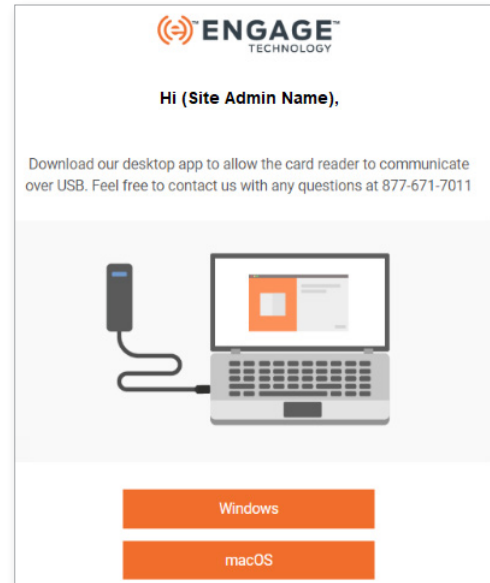 ENGAGE™
TECHNOLOGY
Hi (Site Admin Name),
Download our desktop app to allow the card reader to communicate
over USB. Feel free to contact us with any questions at 877-671-7011
Windows
macOS